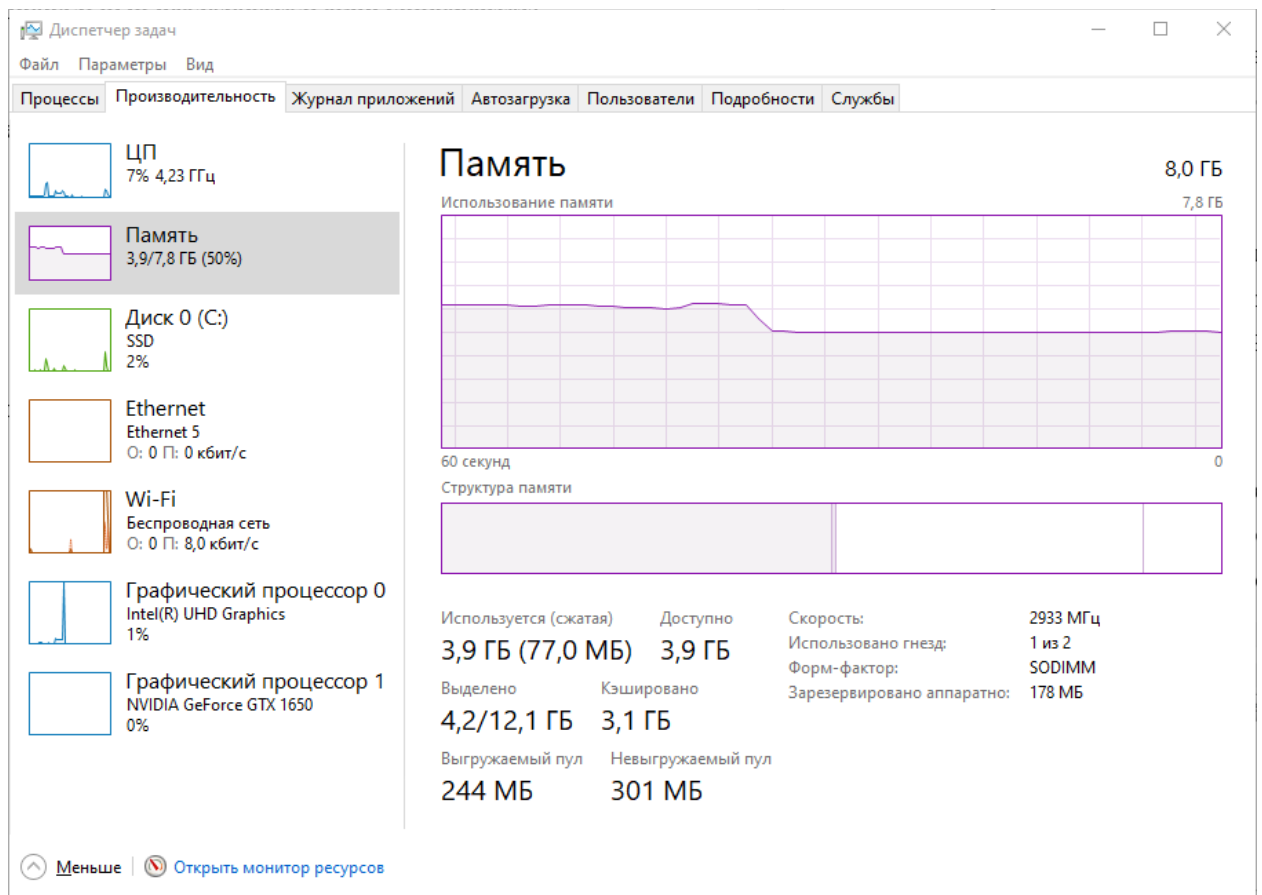 Диспетчер задач
Файл Параметры Вид
Процессы Производительность Журнал приложений Автозагрузка Пользователи Подробности Службы
ЦП
7% 4,23 ГГц
Память
3,9/7,8 ГБ (50%)
Диск 0 (C:)
SSD
2%
Ethernet
Ethernet 5
О: 0 П: 0 кбит/с
Wi-Fi
Беспроводная сеть
О: 0 П: 8,0 кбит/с
Графический процессор 0
Intel(R) UHD Graphics
1%
Графический процессор 1
NVIDIA GeForce GTX 1650
0%
Память 8,0 ГБ
Использование памяти 7,8 ГБ
60 секунд 0
Структура памяти
Используется (сжатая) Доступно
3,9 ГБ (77,0 МБ) 3,9 ГБ
Выделено Кэшировано
4,2/12,1 ГБ 3,1 ГБ
Выгружаемый пул Невыгружаемый пул
244 МБ 301 МБ
Скорость: 2933 МГц
Использовано гнезд: 1 из 2
Форм-фактор: SODIMM
Зарезервировано аппаратно: 178 МБ
Меньше Открыть монитор ресурсов